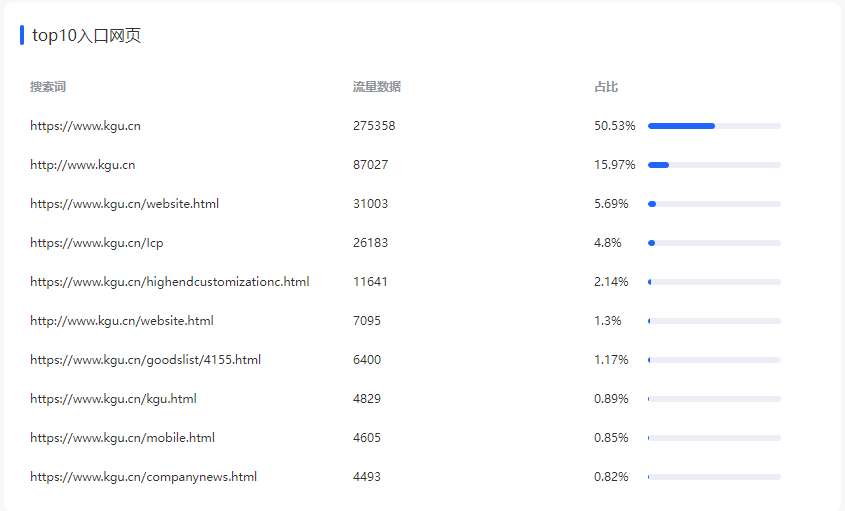 top10入口网页
搜索词 流量数据 占比
https://www.kgu.cn 275358 50.53%
http://www.kgu.cn 87027 15.97%
https://www.kgu.cn/website.html 31003 5.69%
https://www.kgu.cn/Icp 26183 4.8%
https://www.kgu.cn/highendcustomizationc.html 11641 2.14%
http://www.kgu.cn/website.html 7095 1.3%
https://www.kgu.cn/goodslist/4155.html 6400 1.17%
https://www.kgu.cn/kgu.html 4829 0.89%
https://www.kgu.cn/mobile.html 4605 0.85%
https://www.kgu.cn/companynews.html 4493 0.82%